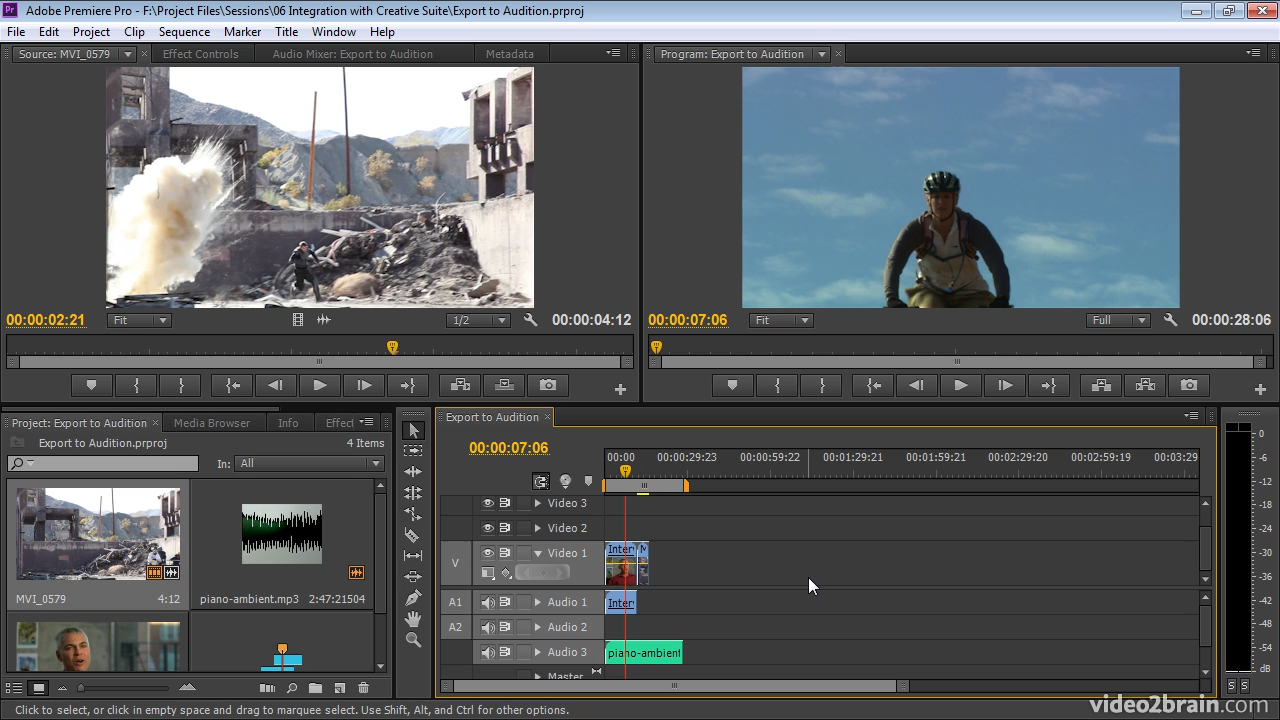 Pr Adobe Premiere Pro - F:\Project Files\Sessions\06 Integration with Creative Suite\Export to Audition.prproj
File Edit Project Clip Sequence Marker Title Window Help
Source: MVI_0579 Effect Controls Audio Mixer: Export to Audition Metadata
Program: Export to Audition
00:00:02:21 Fit 1/2 00:00:04:12
00:00:07:06 Fit Full 00:00:28:06
Project: Export to Audition Media Browser Info Effect
Export to Audition.prproj 4 Items
In: All
MVI_0579 4:12
piano-ambient.mp3 2:47:21504
Export to Audition
00:00:07:06
00:00 00:00:29:23 00:00:59:22 00:01:29:21 00:01:59:21 00:02:29:20 00:02:59:19 00:03:29
Video 3
Video 2
V Video 1 Inter M
A1 Audio 1 Inter
A2 Audio 2
Audio 3 piano-ambient
Master
0
-6
-12
-18
-24
-30
-36
-42
-48
-54
dB
S S
Click to select, or click in empty space and drag to marquee select. Use Shift, Alt, and Ctrl for other options.
video2brain.com